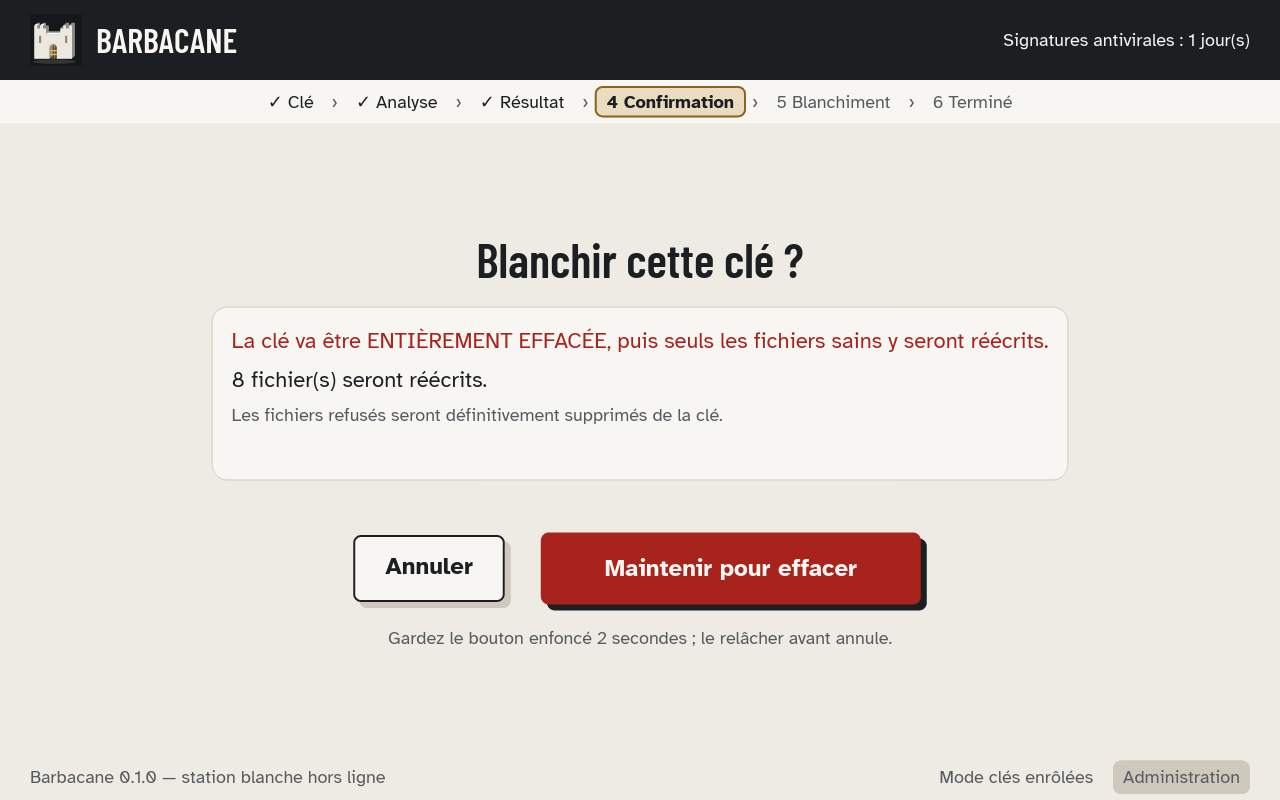 BARBACANE
Signatures antivirales : 1 jour(s)
✓ Clé › ✓ Analyse › ✓ Résultat › 4 Confirmation › 5 Blanchiment › 6 Terminé
Blanchir cette clé ?
La clé va être ENTIÈREMENT EFFACÉE, puis seuls les fichiers sains y seront réécrits.
8 fichier(s) seront réécrits.
Les fichiers refusés seront définitivement supprimés de la clé.
Annuler
Maintenir pour effacer
Gardez le bouton enfoncé 2 secondes ; le relâcher avant annule.
Barbacane 0.1.0 — station blanche hors ligne
Mode clés enrôlées
Administration